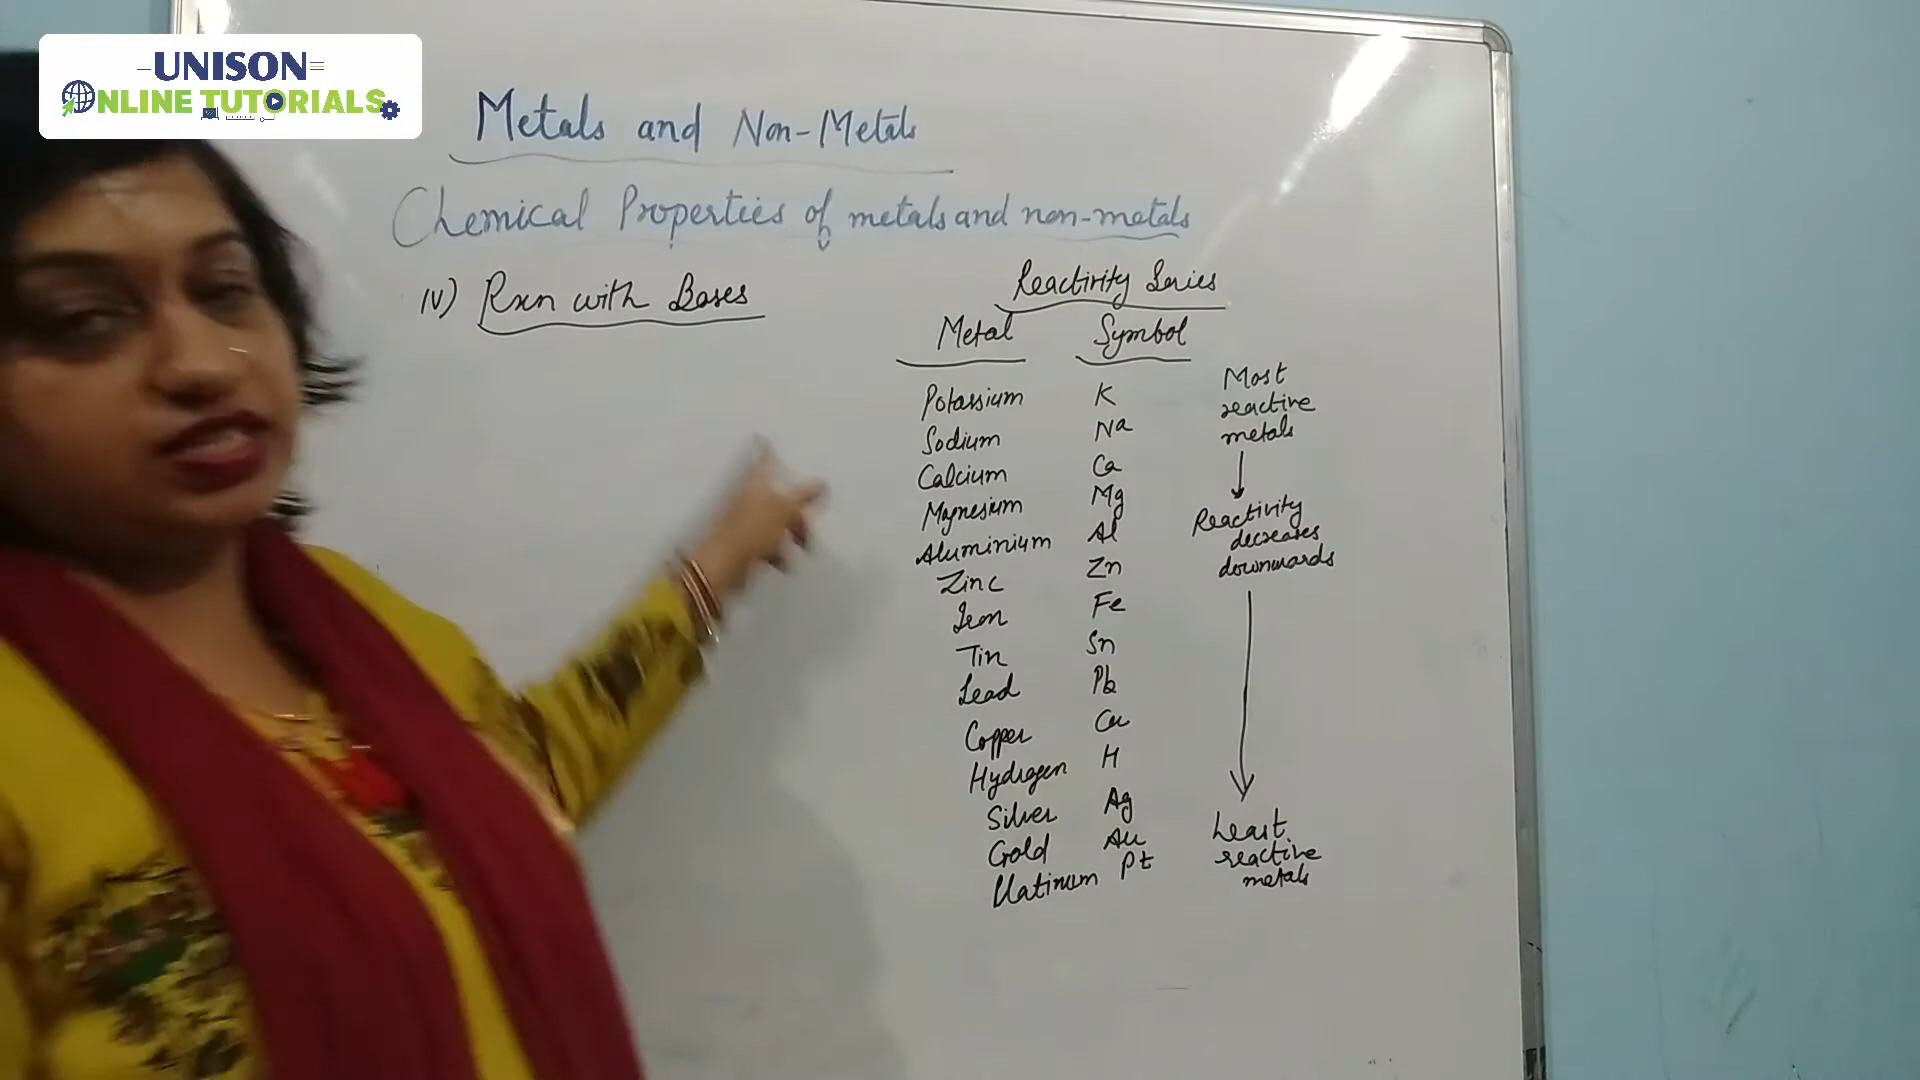 UNISON
ONLINE TUTORIALS
Metals and Non-Metals
Chemical Properties of metals and non-metals
IV) Rxn with Bases
Reactivity Series
Metal Symbol
Potassium K
Sodium Na
Calcium Ca
Magnesium Mg
Aluminium Al
Zinc Zn
Iron Fe
Tin Sn
Lead Pb
Copper Cu
Hydrogen H
Silver Ag
Gold Au
Platinum Pt
Most
reactive
metals
Reactivity
decreases
downwards
Least
reactive
metals